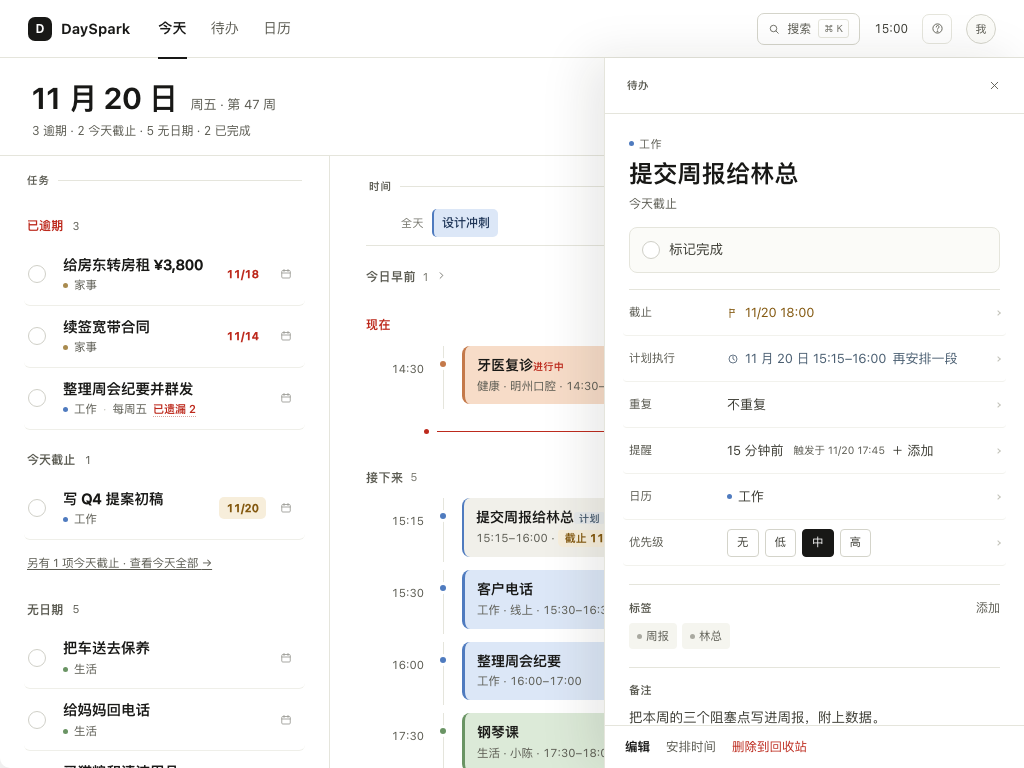 D DaySpark 今天 待办 日历 搜索 ⌘ K 15:00 我
11 月 20 日 周五 · 第 47 周
3 逾期 · 2 今天截止 · 5 无日期 · 2 已完成
任务
已逾期 3
给房东转房租 ¥3,800 11/18
家事
续签宽带合同 11/14
家事
整理周会纪要并群发
工作 · 每周五 已遗漏 2
今天截止 1
写 Q4 提案初稿 11/20
工作
另有 1 项今天截止 · 查看今天全部 →
无日期 5
把车送去保养
生活
给妈妈回电话
生活
时间
全天 设计冲刺
今日早前 1
现在
14:30 牙医复诊 进行中
健康 · 明州口腔 · 14:30–
接下来 5
15:15 提交周报给林总 计划
15:15–16:00 · 截止 11
15:30 客户电话
工作 · 线上 · 15:30–16:3
16:00 整理周会纪要
工作 · 16:00–17:00
17:30 钢琴课
生活 · 小陈 · 17:30–18:0
待办
工作
提交周报给林总
今天截止
标记完成
截止 11/20 18:00
计划执行 11 月 20 日 15:15–16:00 再安排一段
重复 不重复
提醒 15 分钟前 触发于 11/20 17:45 + 添加
日历 工作
优先级 无 低 中 高
标签 添加
周报 林总
备注
把本周的三个阻塞点写进周报，附上数据。
编辑 安排时间 删除到回收站